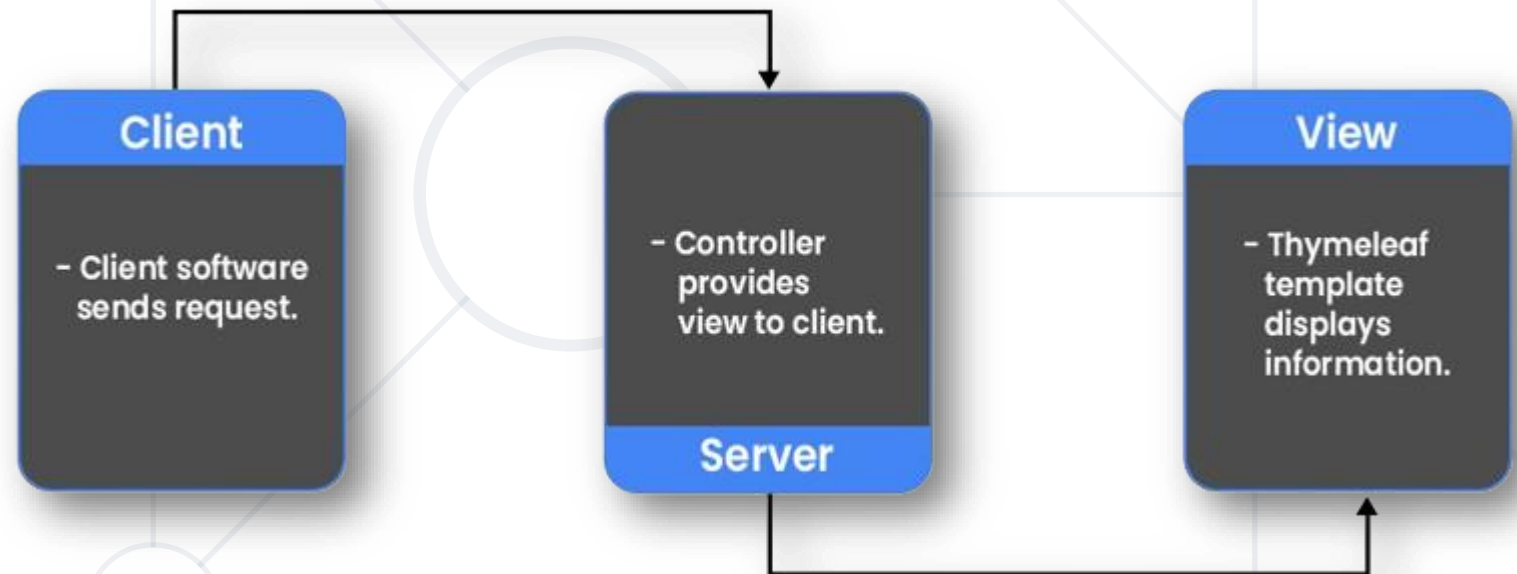 Client
- Client software
sends request.
- Controller
provides
view to client.
Server
View
- Thymeleaf
template
displays
information.